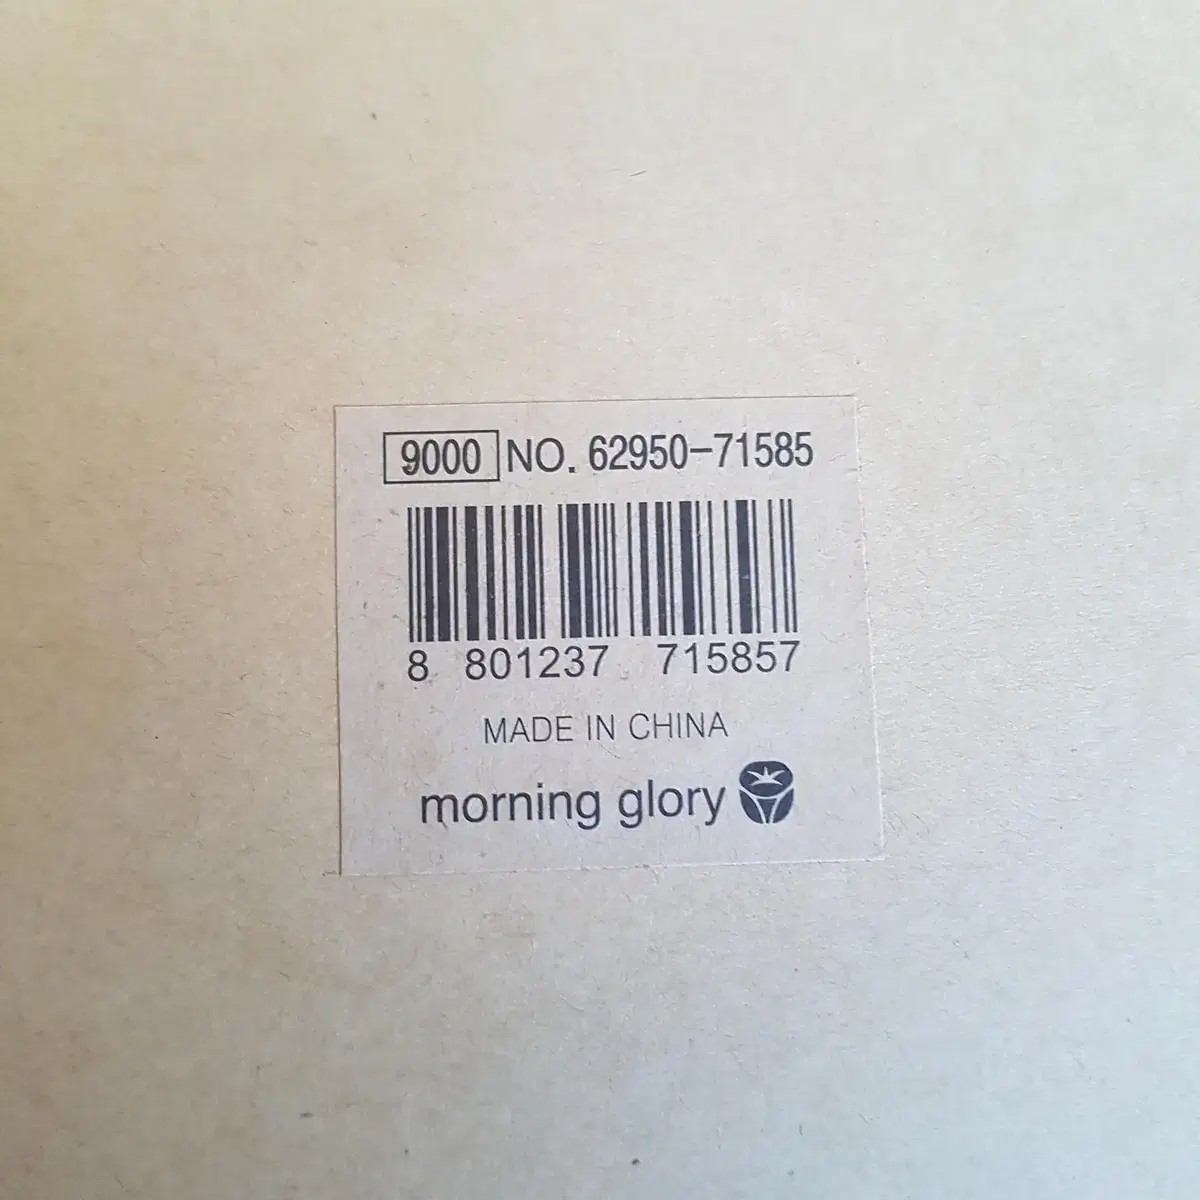 9000 NO. 62950-71585
8 801237 715857
MADE IN CHINA
morning glory